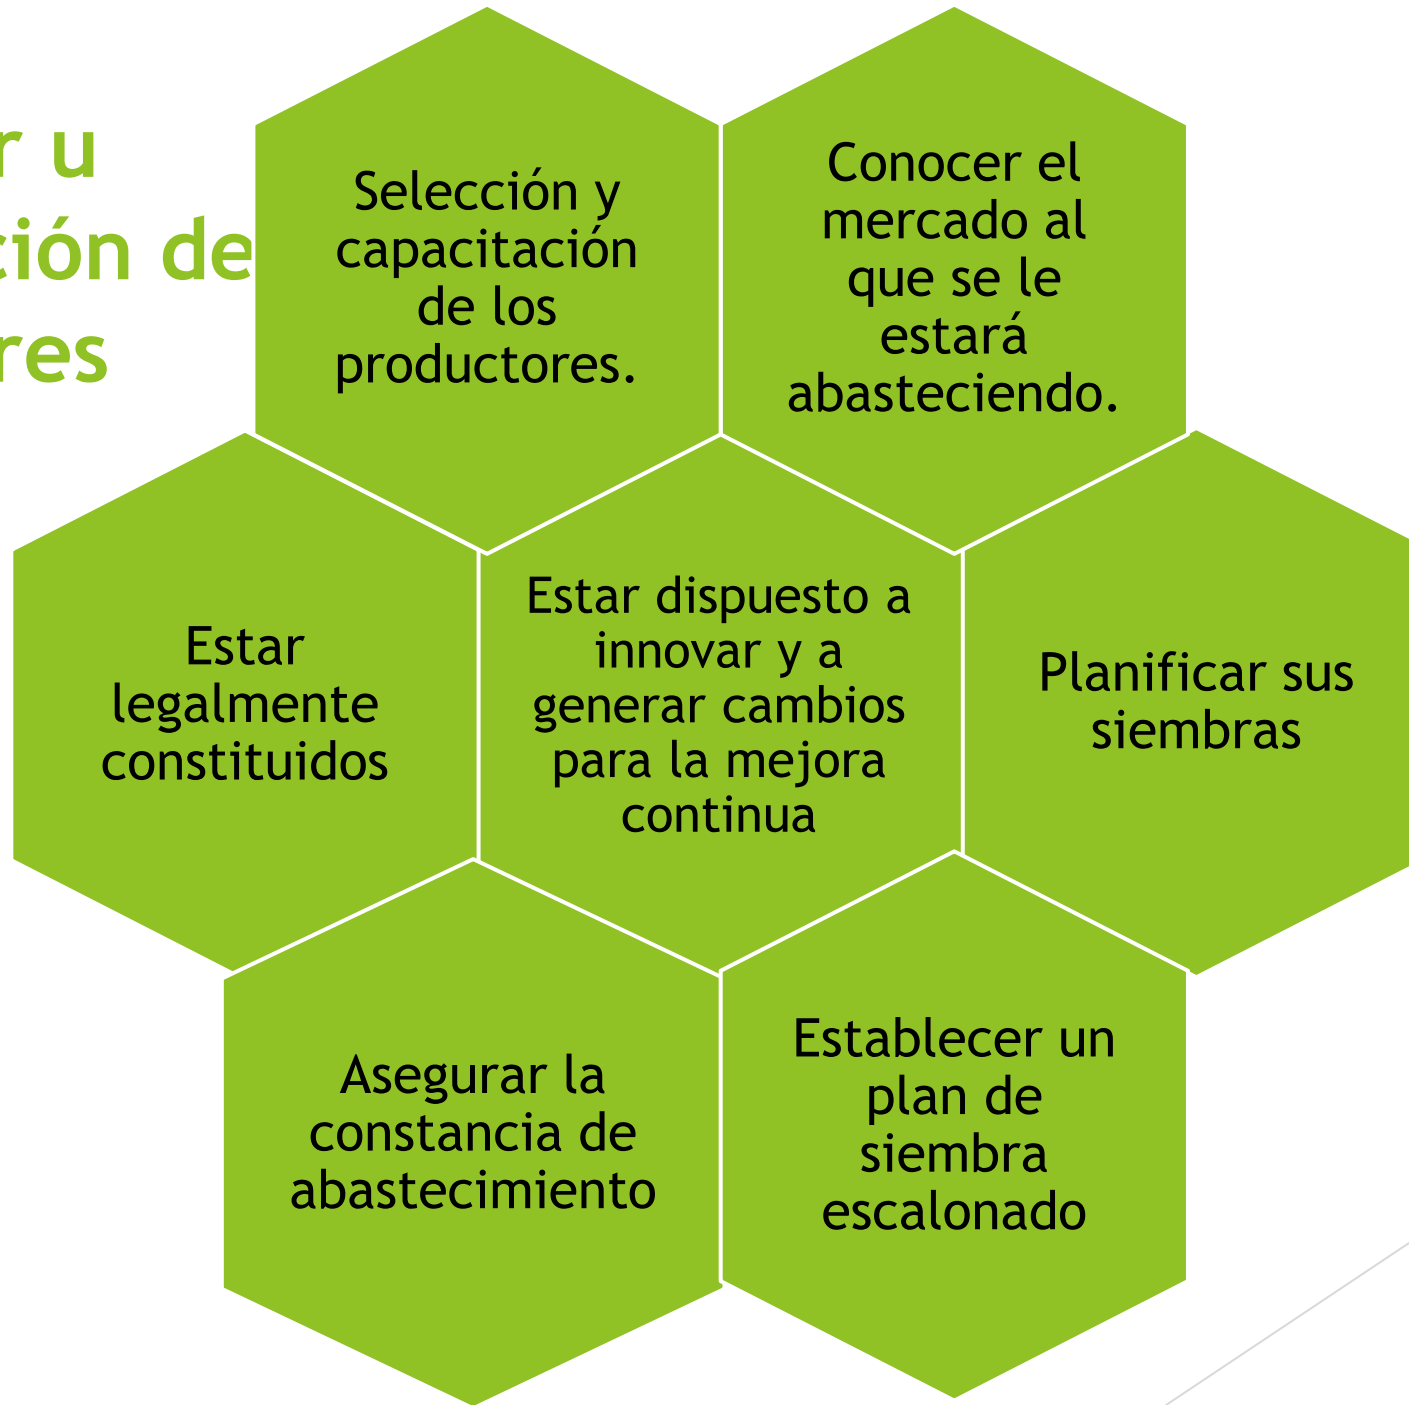 r u
ción de
res
Selección y
capacitación
de los
productores.
Conocer el
mercado al
que se le
estará
abasteciendo.
Estar
legalmente
constituidos
Estar dispuesto a
innovar y a
generar cambios
para la mejora
continua
Planificar sus
siembras
Asegurar la
constancia de
abastecimiento
Establecer un
plan de
siembra
escalonado